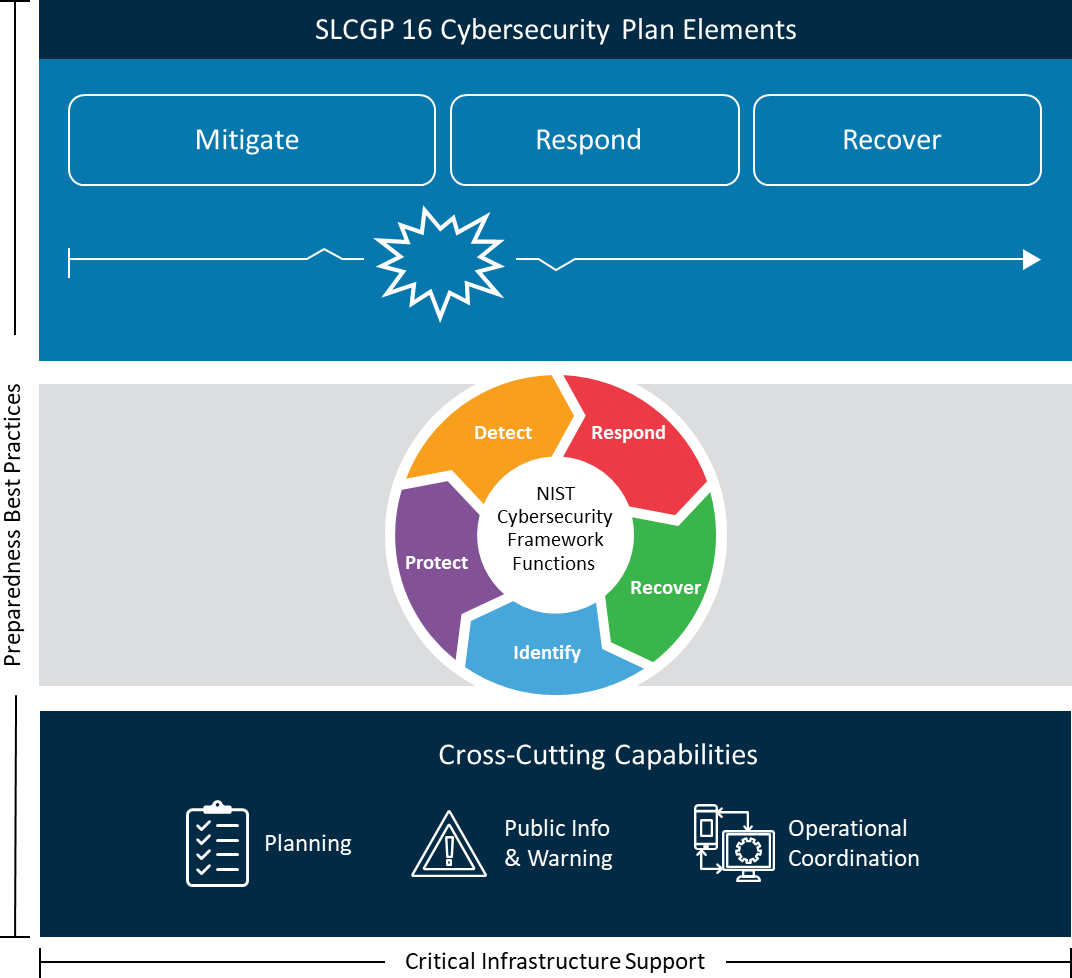 SLCGP 16 Cybersecurity Plan Elements
Mitigate
Respond
Recover
Preparedness Best Practices
Detect
Respond
NIST
Cybersecurity
Framework
Functions
Protect
Recover
Identify
Cross-Cutting Capabilities
Planning
Public Info
& Warning
Operational
Coordination
Critical Infrastructure Support